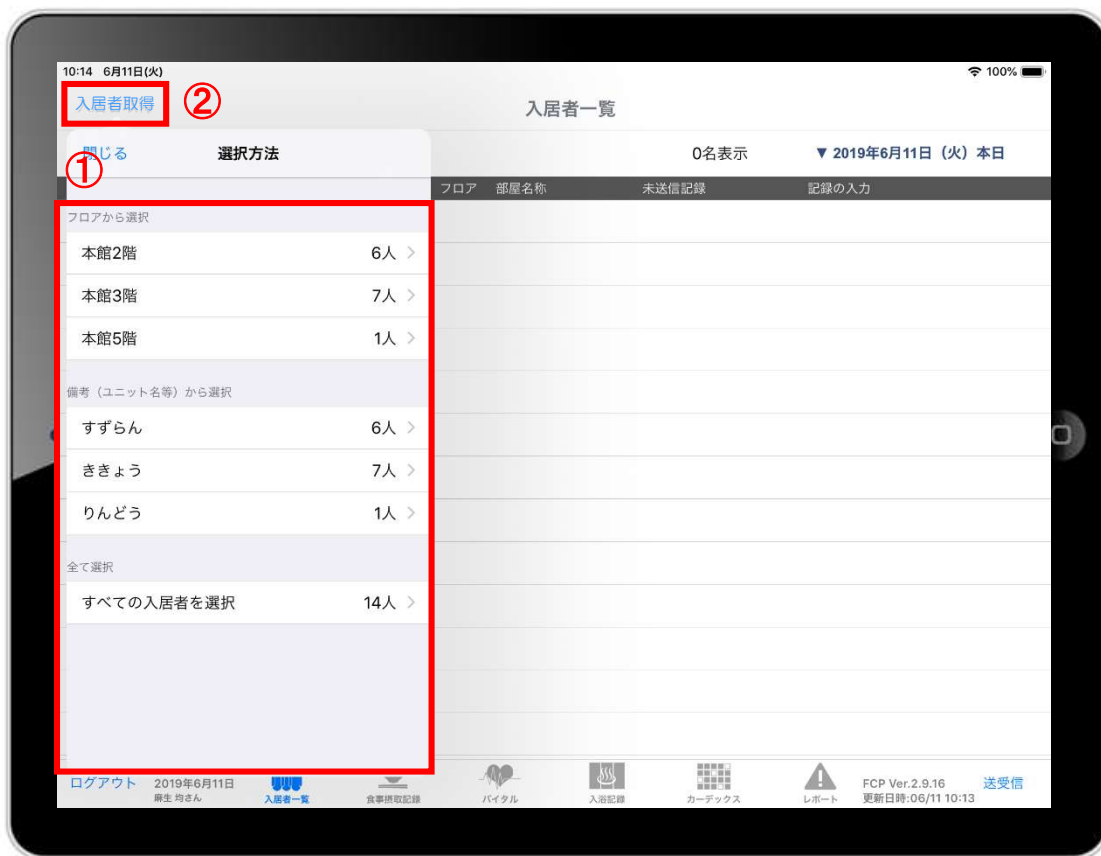 10:14 6月11日(火) 100%
入居者取得 ② 入居者一覧
閉じる 選択方法 0名表示 ▼ 2019年6月11日（火）本日
①
フロア 部屋名称 未送信記録 記録の入力
フロアから選択
本館2階 6人 >
本館3階 7人 >
本館5階 1人 >
備考（ユニット名等）から選択
すずらん 6人 >
ききょう 7人 >
りんどう 1人 >
全て選択
すべての入居者を選択 14人 >
ログアウト 2019年6月11日 麻生 均さん 入居者一覧 食事摂取記録 バイタル 入浴記録 カーデックス レポート FCP Ver.2.9.16 更新日時:06/11 10:13 送受信